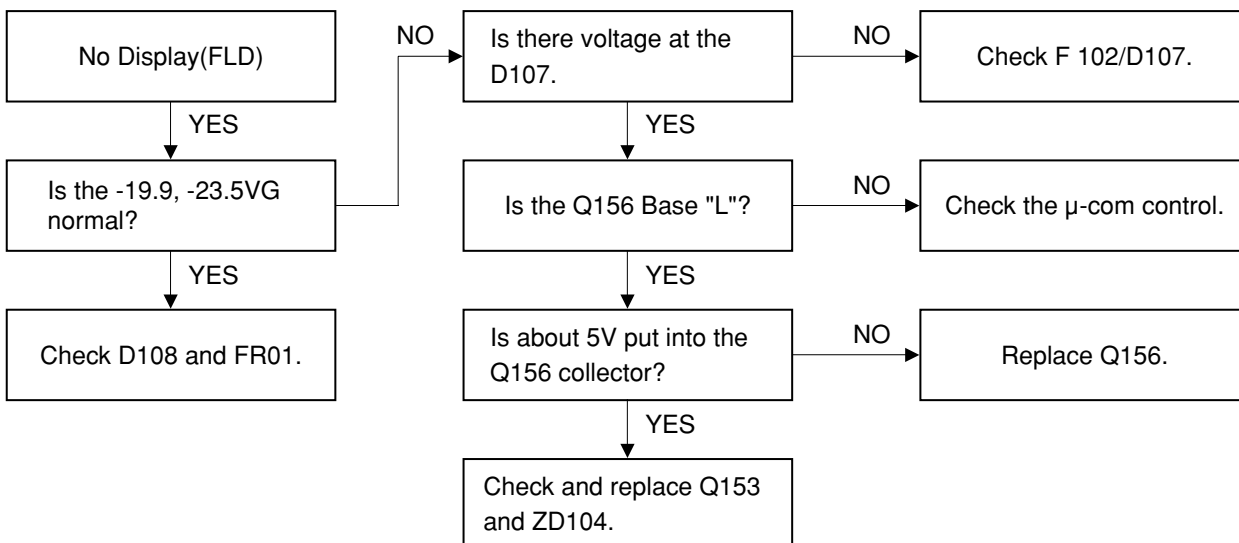 No Display(FLD)
YES
Is the -19.9, -23.5VG
normal?
YES
Check D108 and FR01.
NO
Is there voltage at the
D107.
NO
Check F 102/D107.
YES
Is the Q156 Base "L"?
NO
Check the µ-com control.
YES
Is about 5V put into the
Q156 collector?
NO
Replace Q156.
YES
Check and replace Q153
and ZD104.